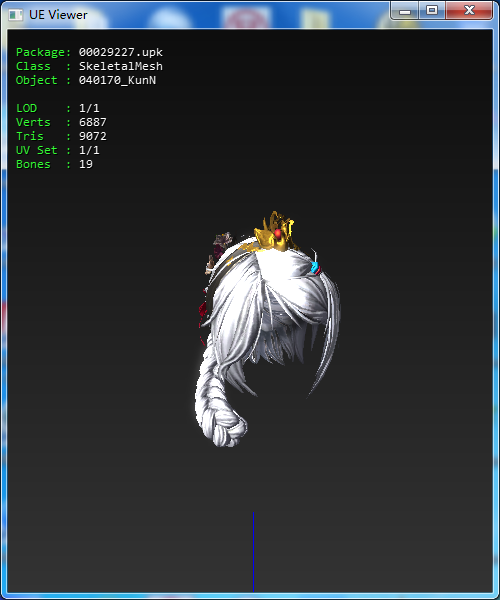 UE Viewer
Package: 00029227.upk
Class : SkeletalMesh
Object : 040170_KunN
LOD : 1/1
Verts : 6887
Tris : 9072
UV Set : 1/1
Bones : 19